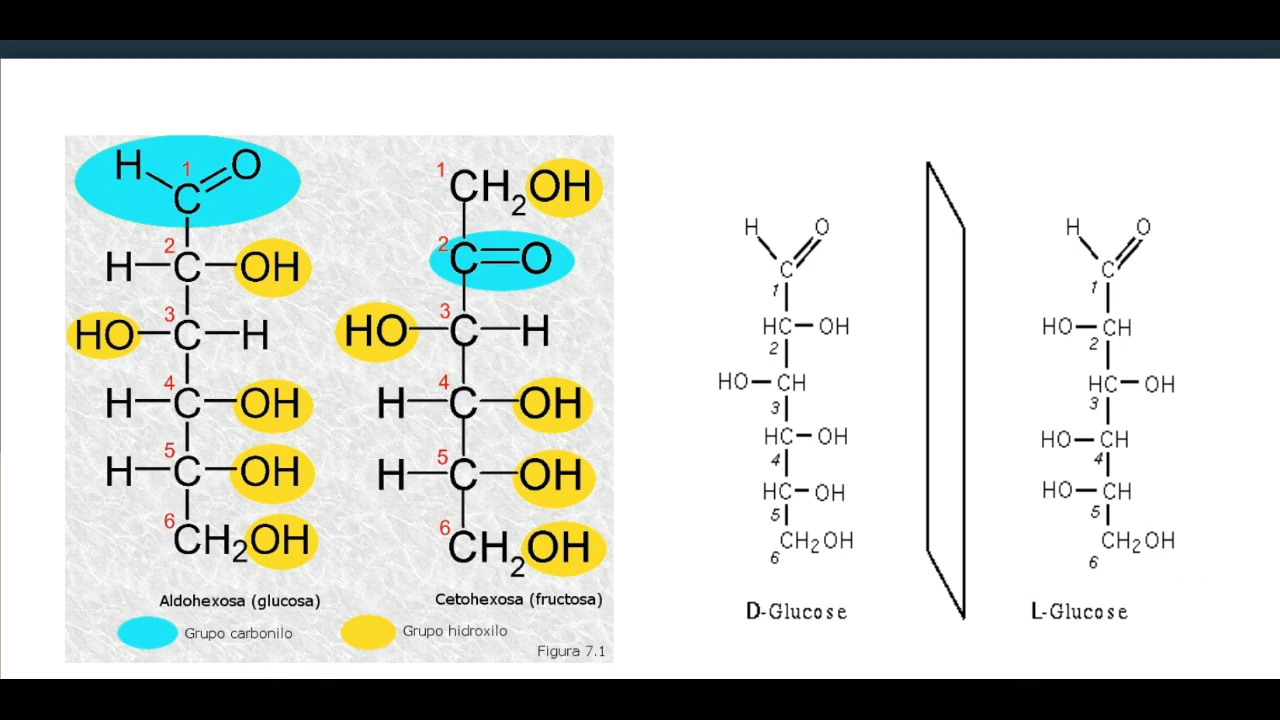 H 1 O
C
2
H C OH
3
HO C H
4
H C OH
5
H C OH
6
CH2OH
Aldohexosa (glucosa)
1
CH2OH
2
C O
3
HO C H
4
H C OH
5
H C OH
6
CH2OH
Cetohexosa (fructosa)
Grupo carbonilo
Grupo hidroxilo
Figura 7.1
H O
C
1
HC OH
2
HO CH
3
HC OH
4
HC OH
5
CH2OH
6
D-Glucose
H O
C
1
HO CH
2
HC OH
3
HO CH
4
HO CH
5
CH2OH
6
L-Glucose